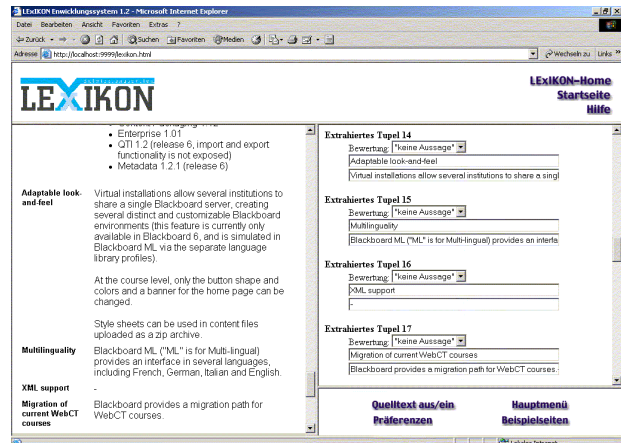 LExIKON Enwicklungssystem 1.2 - Microsoft Internet Explorer
Datei Bearbeiten Ansicht Favoriten Extras ?
Zurück Suchen Favoriten Medien
Adresse http://localhost:9999/lexikon.html Wechseln zu Links »
LEXIKON
LExIKON-Home
Startseite
Hilfe
Enterprise 1.01
QTI 1.2 (release 6, import and export
functionality is not exposed)
Metadata 1.2.1 (release 6)
Adaptable look-
and-feel
Virtual installations allow several institutions to
share a single Blackboard server, creating
several distinct and customizable Blackboard
environments (this feature is currently only
available in Blackboard 6, and is simulated in
Blackboard ML via the separate language
library profiles).
At the course level, only the button shape and
colors and a banner for the home page can be
changed.
Style sheets can be used in content files
uploaded as a zip archive.
Multilinguality
Blackboard ML ("ML" is for Multi-lingual)
provides an interface in several languages,
including French, German, Italian and English.
XML support
-
Migration of
current WebCT
courses
Blackboard provides a migration path for
WebCT courses.
Extrahiertes Tupel 14
Bewertung: "keine Aussage"
Adaptable look-and-feel
Virtual installations allow several institutions to share a singl
Extrahiertes Tupel 15
Bewertung: "keine Aussage"
Multilinguality
Blackboard ML ("ML" is for Multi-lingual) provides an interfa
Extrahiertes Tupel 16
Bewertung: "keine Aussage"
XML support
-
Extrahiertes Tupel 17
Bewertung: "keine Aussage"
Migration of current WebCT courses
Blackboard provides a migration path for WebCT courses.
Quelltext aus/ein Hauptmenü
Präferenzen Beispielseiten